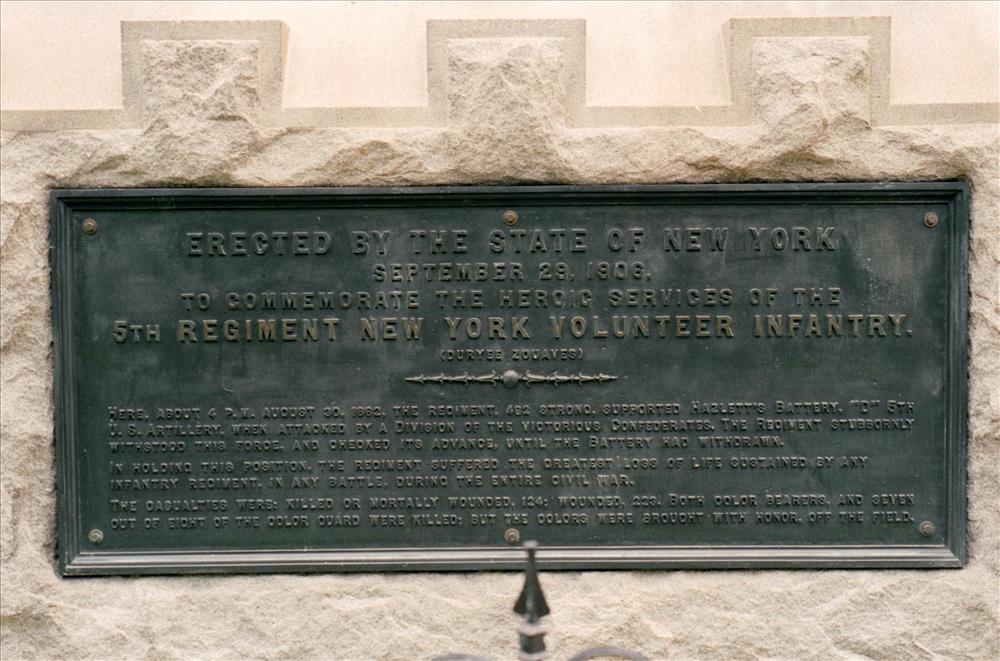 ERECTED BY THE STATE OF NEW YORK
SEPTEMBER 29, 1906,
TO COMMEMORATE THE HEROIC SERVICES OF THE
5TH REGIMENT NEW YORK VOLUNTEER INFANTRY.
(DURYEE ZOUAVES)
HERE, ABOUT 4 P.M. AUGUST 30, 1862, THE REGIMENT, 462 STRONG, SUPPORTED HAZLETT'S BATTERY, "D" 5TH
U. S. ARTILLERY, WHEN ATTACKED BY A DIVISION OF THE VICTORIOUS CONFEDERATES. THE REGIMENT STUBBORNLY
WITHSTOOD THIS FORCE, AND CHECKED ITS ADVANCE, UNTIL THE BATTERY HAD WITHDRAWN.
IN HOLDING THIS POSITION, THE REGIMENT SUFFERED THE GREATEST LOSS OF LIFE SUSTAINED BY ANY
INFANTRY REGIMENT, IN ANY BATTLE, DURING THE ENTIRE CIVIL WAR.
THE CASUALTIES WERE: KILLED OR MORTALLY WOUNDED, 124; WOUNDED, 223. BOTH COLOR BEARERS, AND SEVEN
OUT OF EIGHT OF THE COLOR GUARD WERE KILLED; BUT THE COLORS WERE BROUGHT WITH HONOR, OFF THE FIELD.